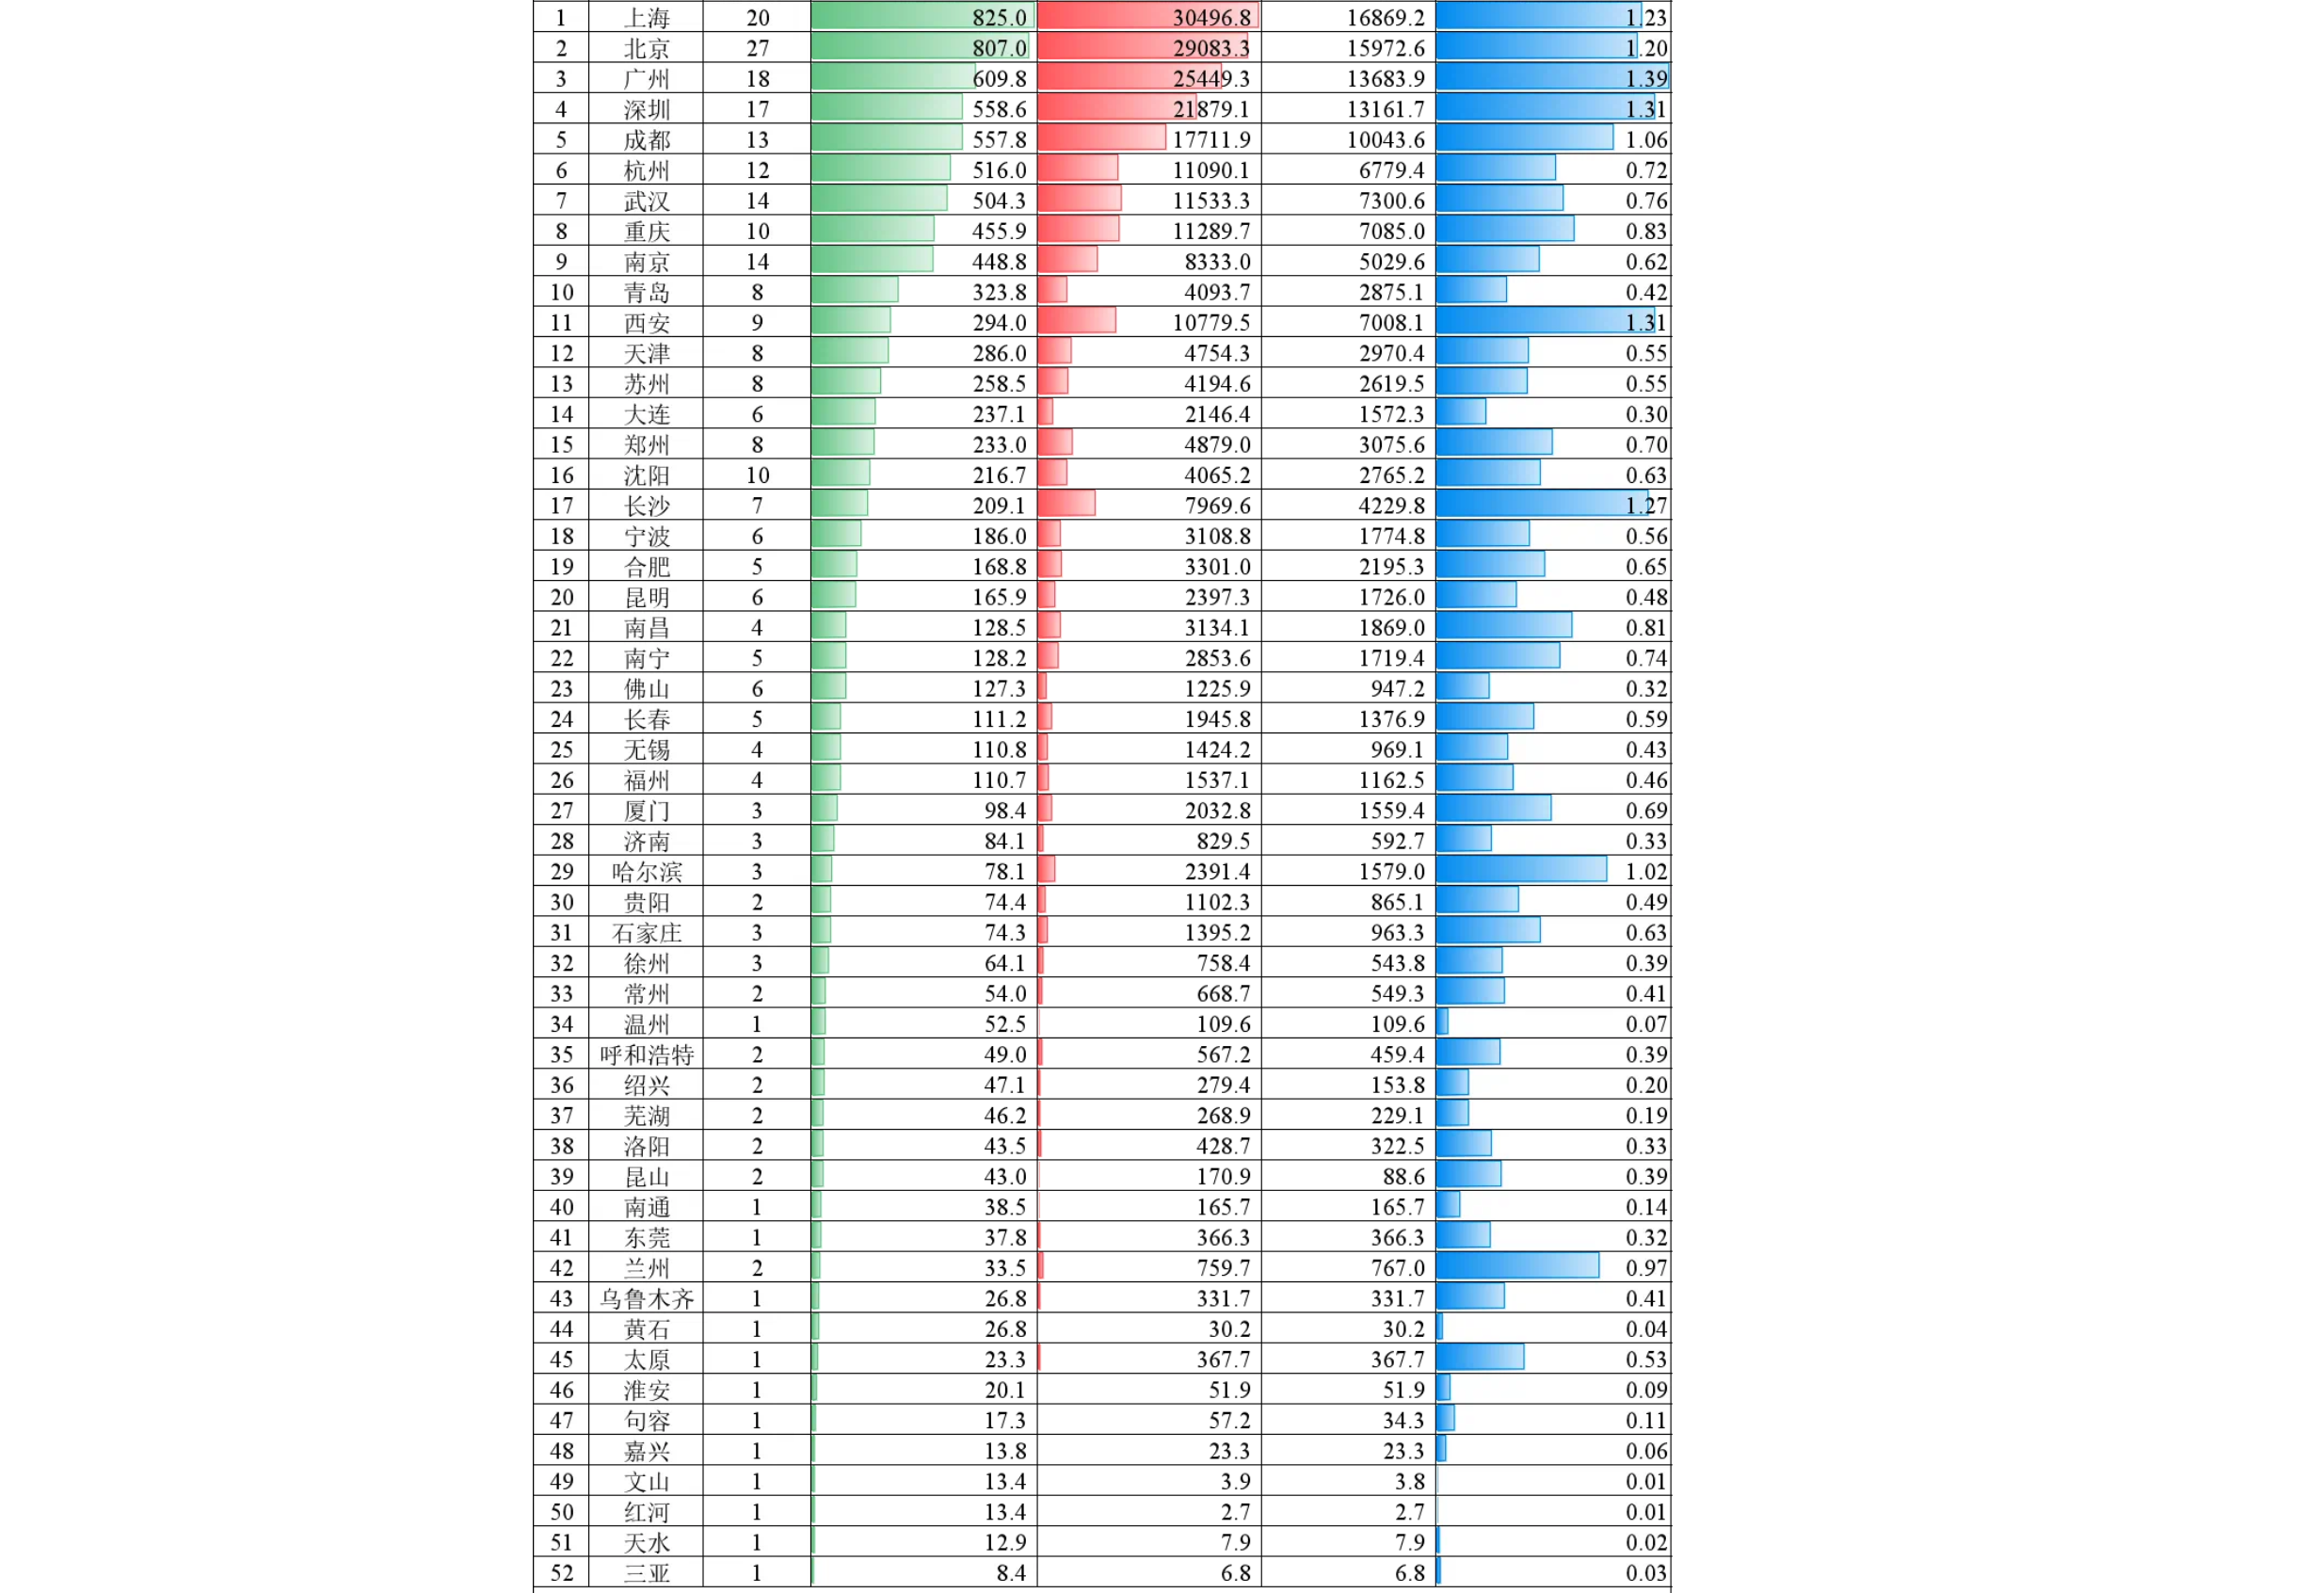 1 上海 20 825.0 30496.8 16869.2 1.23
2 北京 27 807.0 29083.3 15972.6 1.20
3 广州 18 609.8 25449.3 13683.9 1.39
4 深圳 17 558.6 21879.1 13161.7 1.31
5 成都 13 557.8 17711.9 10043.6 1.06
6 杭州 12 516.0 11090.1 6779.4 0.72
7 武汉 14 504.3 11533.3 7300.6 0.76
8 重庆 10 455.9 11289.7 7085.0 0.83
9 南京 14 448.8 8333.0 5029.6 0.62
10 青岛 8 323.8 4093.7 2875.1 0.42
11 西安 9 294.0 10779.5 7008.1 1.31
12 天津 8 286.0 4754.3 2970.4 0.55
13 苏州 8 258.5 4194.6 2619.5 0.55
14 大连 6 237.1 2146.4 1572.3 0.30
15 郑州 8 233.0 4879.0 3075.6 0.70
16 沈阳 10 216.7 4065.2 2765.2 0.63
17 长沙 7 209.1 7969.6 4229.8 1.27
18 宁波 6 186.0 3108.8 1774.8 0.56
19 合肥 5 168.8 3301.0 2195.3 0.65
20 昆明 6 165.9 2397.3 1726.0 0.48
21 南昌 4 128.5 3134.1 1869.0 0.81
22 南宁 5 128.2 2853.6 1719.4 0.74
23 佛山 6 127.3 1225.9 947.2 0.32
24 长春 5 111.2 1945.8 1376.9 0.59
25 无锡 4 110.8 1424.2 969.1 0.43
26 福州 4 110.7 1537.1 1162.5 0.46
27 厦门 3 98.4 2032.8 1559.4 0.69
28 济南 3 84.1 829.5 592.7 0.33
29 哈尔滨 3 78.1 2391.4 1579.0 1.02
30 贵阳 2 74.4 1102.3 865.1 0.49
31 石家庄 3 74.3 1395.2 963.3 0.63
32 徐州 3 64.1 758.4 543.8 0.39
33 常州 2 54.0 668.7 549.3 0.41
34 温州 1 52.5 109.6 109.6 0.07
35 呼和浩特 2 49.0 567.2 459.4 0.39
36 绍兴 2 47.1 279.4 153.8 0.20
37 芜湖 2 46.2 268.9 229.1 0.19
38 洛阳 2 43.5 428.7 322.5 0.33
39 昆山 2 43.0 170.9 88.6 0.39
40 南通 1 38.5 165.7 165.7 0.14
41 东莞 1 37.8 366.3 366.3 0.32
42 兰州 2 33.5 759.7 767.0 0.97
43 乌鲁木齐 1 26.8 331.7 331.7 0.41
44 黄石 1 26.8 30.2 30.2 0.04
45 太原 1 23.3 367.7 367.7 0.53
46 淮安 1 20.1 51.9 51.9 0.09
47 句容 1 17.3 57.2 34.3 0.11
48 嘉兴 1 13.8 23.3 23.3 0.06
49 文山 1 13.4 3.9 3.8 0.01
50 红河 1 13.4 2.7 2.7 0.01
51 天水 1 12.9 7.9 7.9 0.02
52 三亚 1 8.4 6.8 6.8 0.03